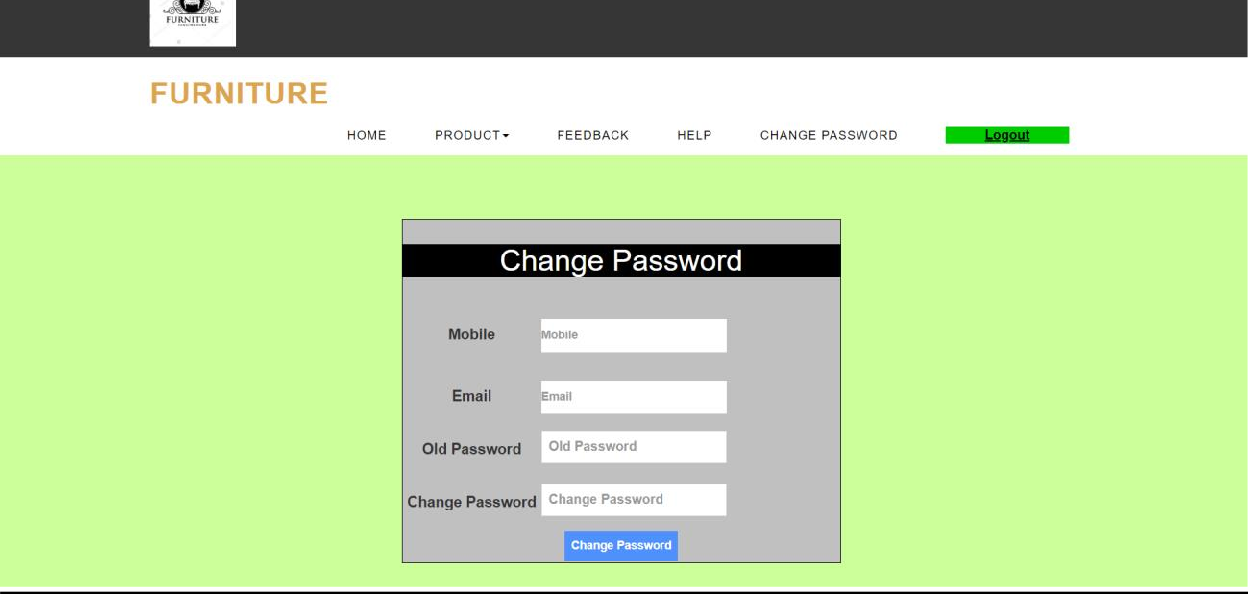 FURNITURE
FURNITURE
HOME PRODUCT FEEDBACK HELP CHANGE PASSWORD Logout
Change Password
Mobile Mobile
Email Email
Old Password Old Password
Change Password Change Password
Change Password